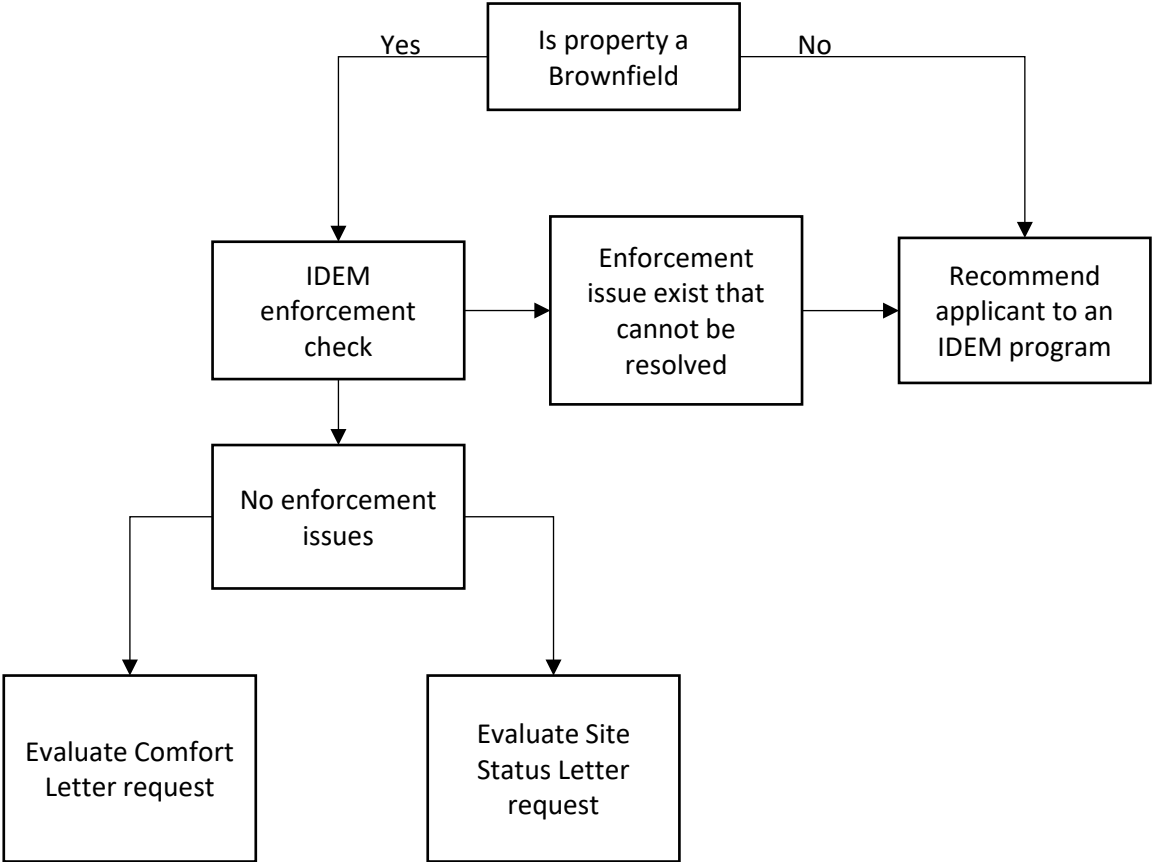 Yes
Is property a
Brownfield
No
IDEM
enforcement
check
Enforcement
issue exist that
cannot be
resolved
Recommend
applicant to an
IDEM program
No enforcement
issues
Evaluate Comfort
Letter request
Evaluate Site
Status Letter
request